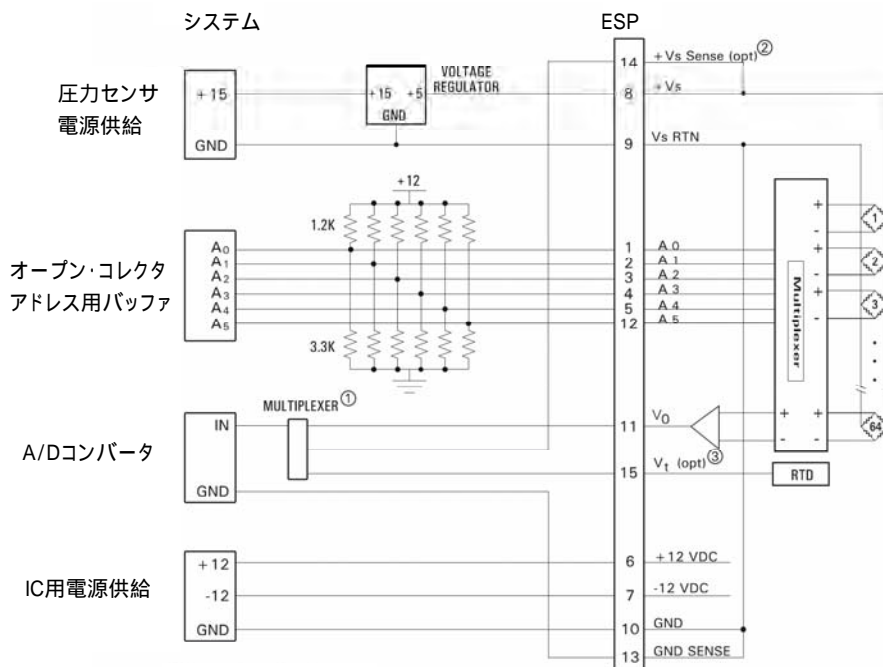 システム
ESP
圧力センサ
電源供給
+15
GND
+15 +5
GND
VOLTAGE
REGULATOR
14 +Vs Sense (opt) ②
8 +Vs
9 Vs RTN
オープン・コレクタ
アドレス用バッファ
A0
A1
A2
A3
A4
A5
+12
1.2K
3.3K
1 A 0
2 A 1
3 A 2
4 A 3
5 A 4
12 A 5
Multiplexer
+
-
+
-
+
-
+ +
- -
1
2
3
64
A/Dコンバータ
IN
GND
MULTIPLEXER ①
11 V0
15 Vt (opt) ③
RTD
IC用電源供給
+12
-12
GND
6 +12 VDC
7 -12 VDC
10 GND
13 GND SENSE